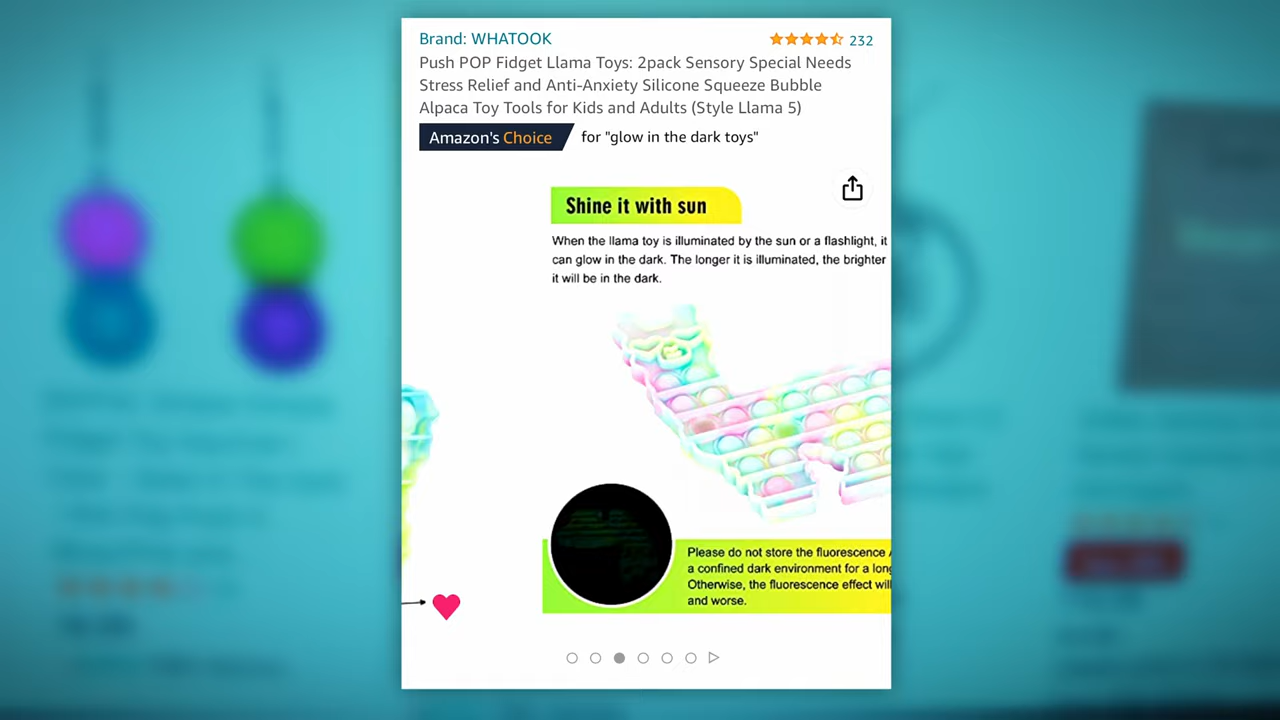 Brand: WHATOOK
232
Push POP Fidget Llama Toys: 2pack Sensory Special Needs
Stress Relief and Anti-Anxiety Silicone Squeeze Bubble
Alpaca Toy Tools for Kids and Adults (Style Llama 5)
Amazon's Choice for "glow in the dark toys"
Shine it with sun
When the llama toy is illuminated by the sun or a flashlight, it
can glow in the dark. The longer it is illuminated, the brighter
it will be in the dark.
Please do not store the fluorescence
a confined dark environment for a lon
Otherwise, the fluorescence effect will
and worse.